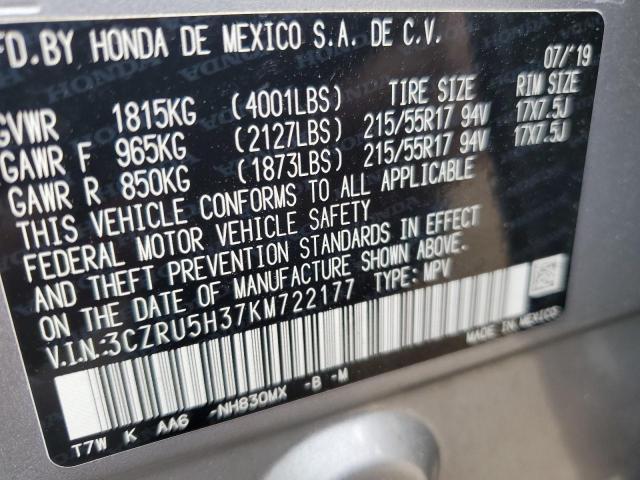 MFD. BY HONDA DE MEXICO S.A. DE C.V. 07/'19
GVWR 1815KG (4001LBS) TIRE SIZE RIM SIZE
GAWR F 965KG (2127LBS) 215/55R17 94V 17X7.5J
GAWR R 850KG (1873LBS) 215/55R17 94V 17X7.5J
THIS VEHICLE CONFORMS TO ALL APPLICABLE
FEDERAL MOTOR VEHICLE SAFETY
AND THEFT PREVENTION STANDARDS IN EFFECT
ON THE DATE OF MANUFACTURE SHOWN ABOVE.
V.I.N.:3CZRU5H37KM722177 TYPE: MPV
MADE IN MEXICO
T7W K AA6 -NH830MX -B -M